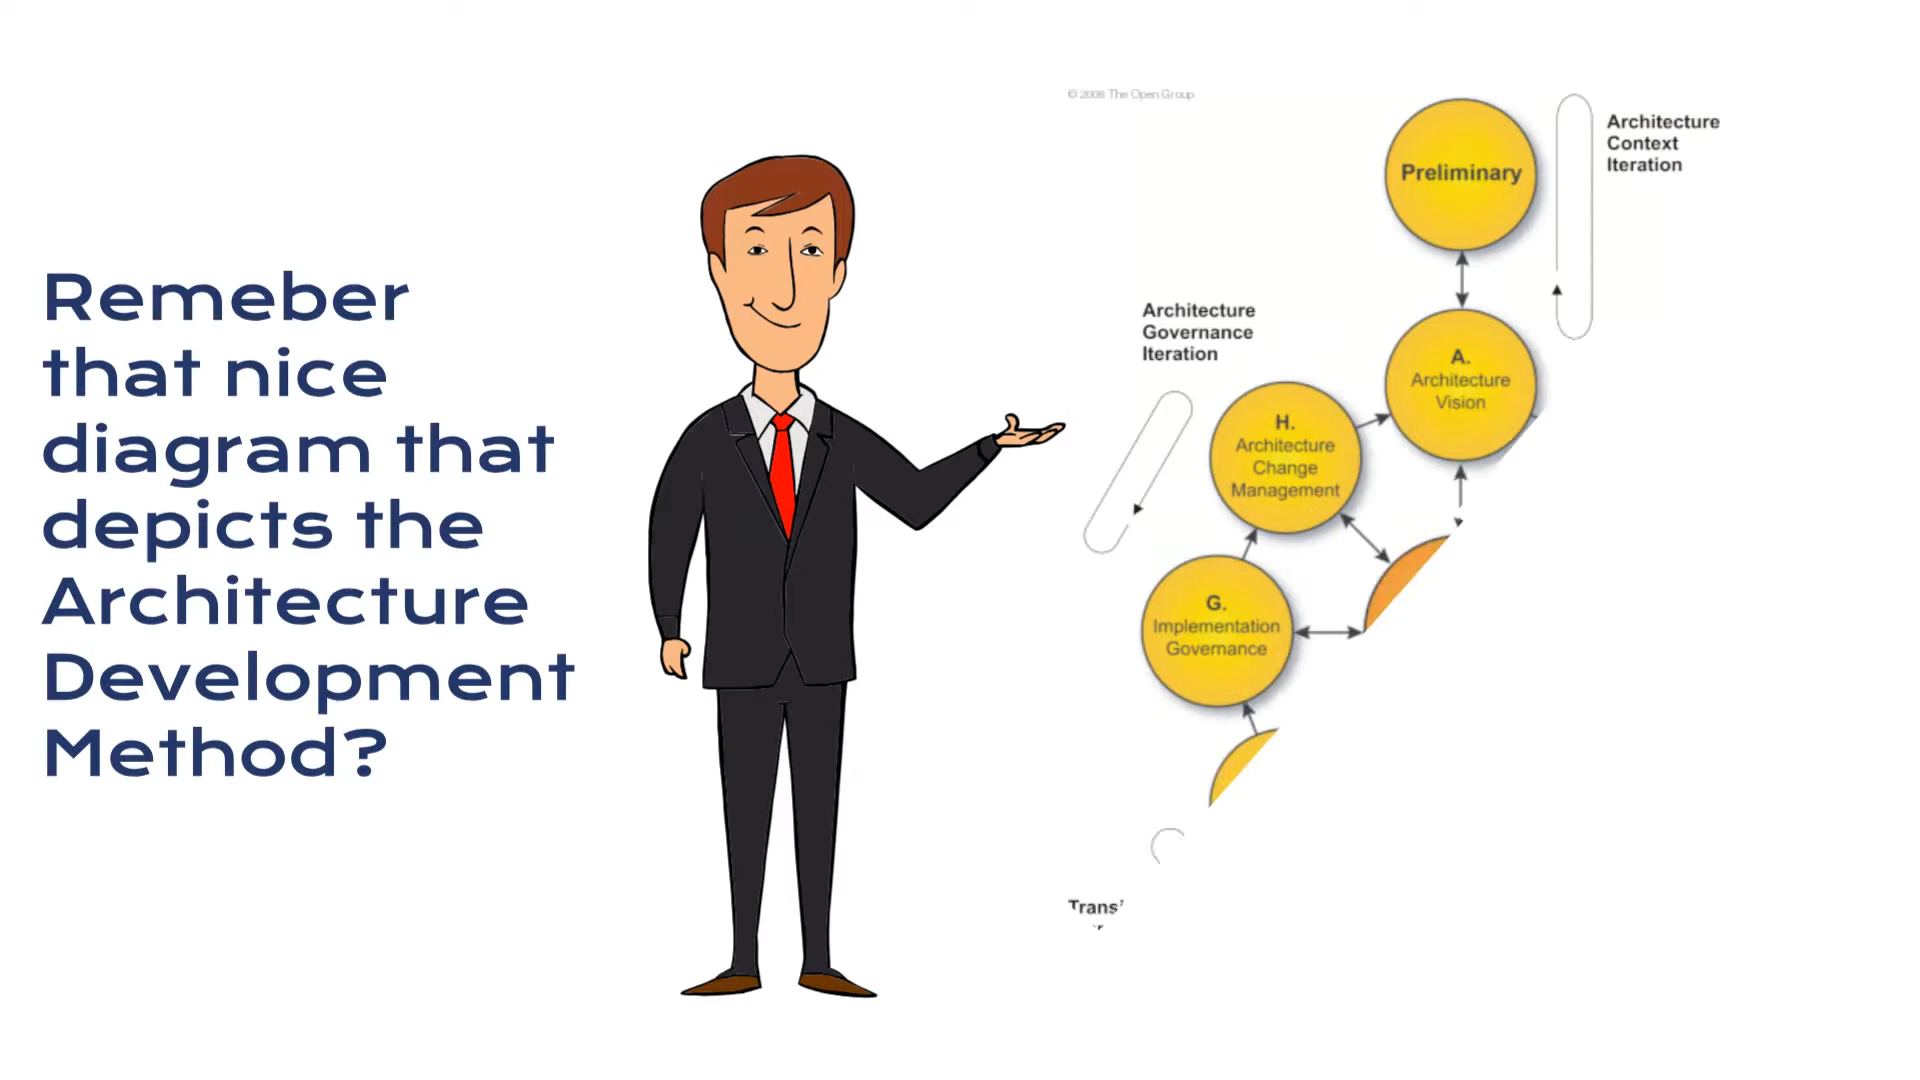 Remeber
that nice
diagram that
depicts the
Architecture
Development
Method?
© 2008 The Open Group
Preliminary
Architecture
Context
Iteration
Architecture
Governance
Iteration
A.
Architecture
Vision
H.
Architecture
Change
Management
G.
Implementation
Governance